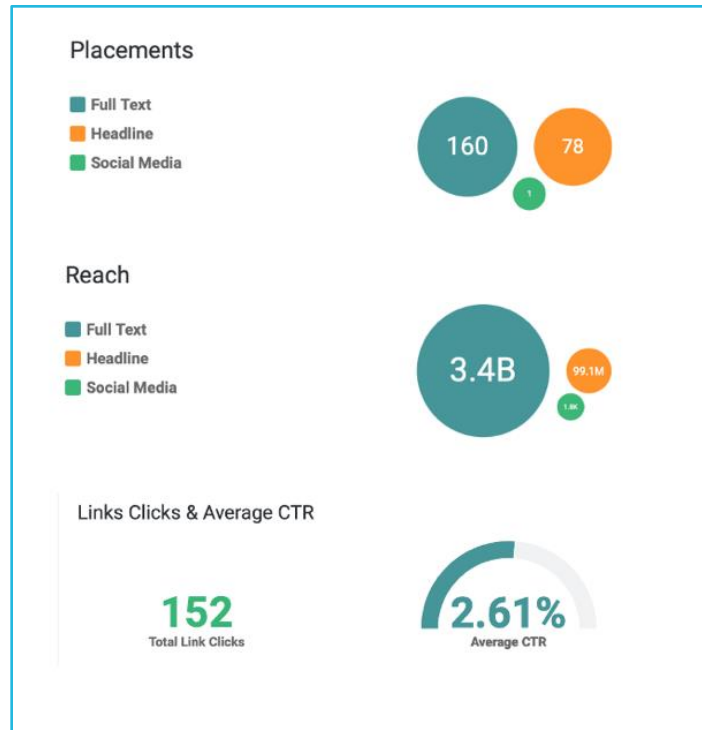 Placements
Full Text
Headline
Social Media
160
78
1
Reach
Full Text
Headline
Social Media
3.4B
99.1M
1.8K
Links Clicks & Average CTR
152
Total Link Clicks
2.61%
Average CTR